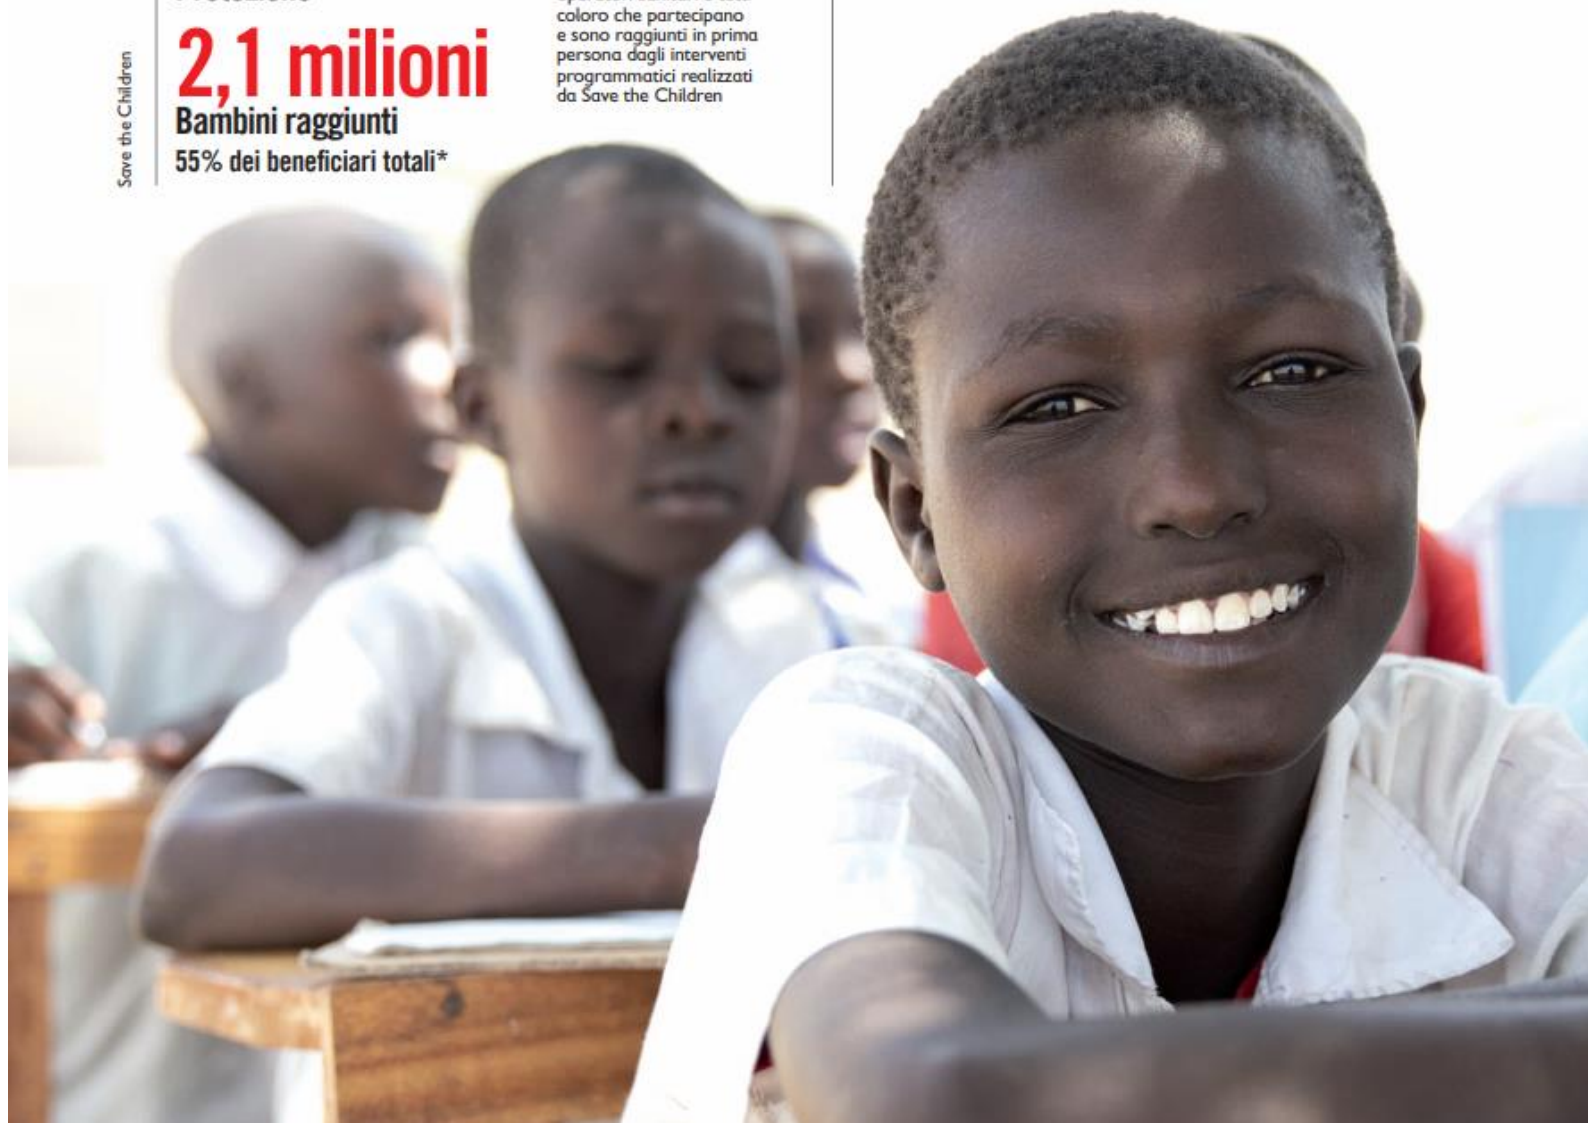 Save the Children
2,1 milioni
Bambini raggiunti
55% dei beneficiari totali*
coloro che partecipano
e sono raggiunti in prima
persona dagli interventi
programmatici realizzati
da Save the Children